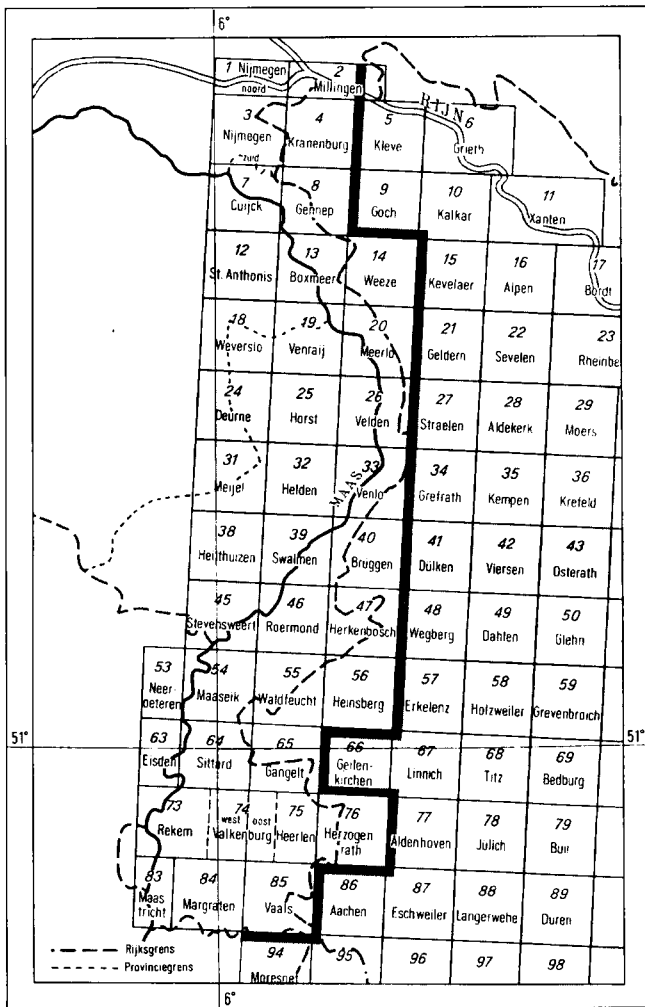 6°
1 Nijmegen
noord
2
Millingen
RIJN
3
Nijmegen
zuid
4
Kranenburg
5
Kleve
6
Grieth
7
Cuijck
8
Gennep
9
Goch
10
Kalkar
11
Xanten
12
St. Anthonis
13
Boxmeer
14
Weeze
15
Kevelaer
16
Alpen
17
18
Weverslo
19
Venraij
20
Meerlo
21
Geldern
22
Sevelen
23
Rheinbe
24
Deurne
25
Horst
26
Velden
27
Straelen
28
Aldekerk
29
Moers
31
Meijel
32
Helden
MAAS
33
Venlo
34
Grefrath
35
Kempen
36
Krefeld
38
Heijthuizen
39
Swalmen
40
Brüggen
41
Dülken
42
Viersen
43
Osterath
45
Stevensweert
46
Roermond
47
Herkenbosch
48
Wegberg
49
Dahlen
50
Glehn
53
Neer-
oeteren
54
Maaseik
55
Waldfeucht
56
Heinsberg
57
Erkelenz
58
Holzweiler
59
Grevenbroich
51°
63
Eisden
64
Sittard
65
Gangelt
66
Geilen-
kirchen
67
Linnich
68
Titz
69
Bedburg
51°
73
Rekem
74
west oost
Valkenburg
75
Heerlen
76
Herzogen
rath
77
Aldenhoven
78
Julich
79
Buir
83
Maas
tricht
84
Margraten
85
Vaals
86
Aachen
87
Eschweiler
88
Langerwehe
89
Duren
94
Moresnet
95
96
97
98
Rijksgrens
Provinciegrens
6°